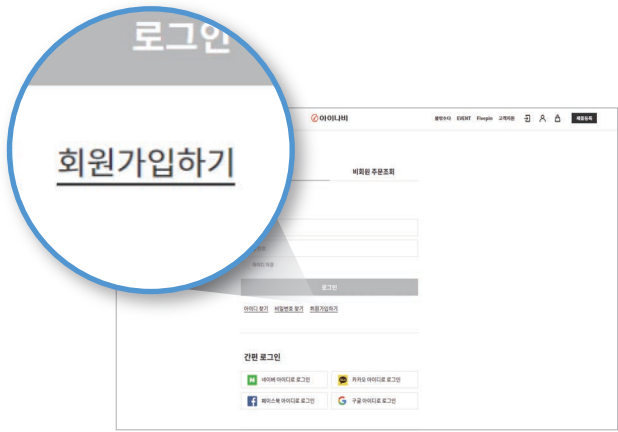 로그인
회원가입하기
아이나비
EVENT Fivepin 고객지원
제품등록
비회원 주문조회
아이디 저장
로그인
아이디 찾기 비밀번호 찾기 회원가입하기
간편 로그인
네이버 아이디로 로그인
카카오 아이디로 로그인
페이스북 아이디로 로그인
구글 아이디로 로그인